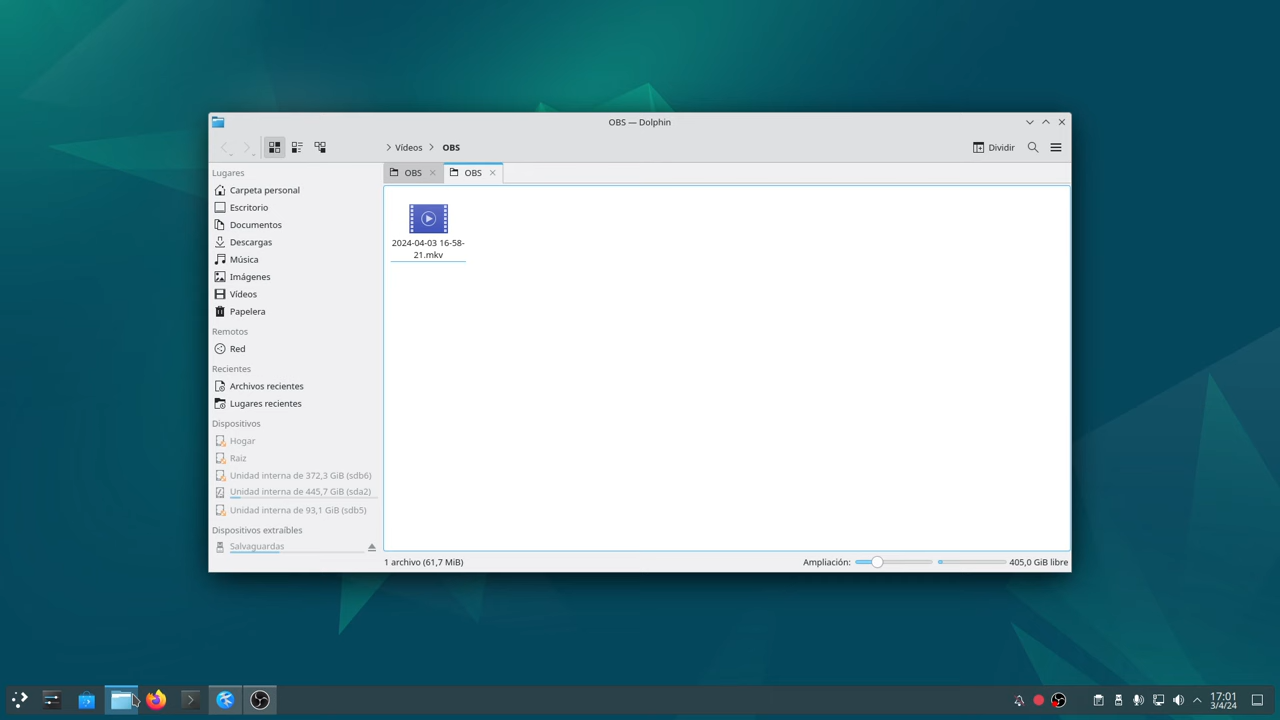 OBS — Dolphin
Vídeos
OBS
Dividir
Lugares
Carpeta personal
Escritorio
Documentos
Descargas
Música
Imágenes
Vídeos
Papelera
Remotos
Red
Recientes
Archivos recientes
Lugares recientes
Dispositivos
Hogar
Raiz
Unidad interna de 372,3 GiB (sdb6)
Unidad interna de 445,7 GiB (sda2)
Unidad interna de 93,1 GiB (sdb5)
Dispositivos extraíbles
Salvaguardas
OBS
OBS
2024-04-03 16-58-
21.mkv
1 archivo (61,7 MiB)
Ampliación:
405,0 GiB libre
17:01
3/4/24